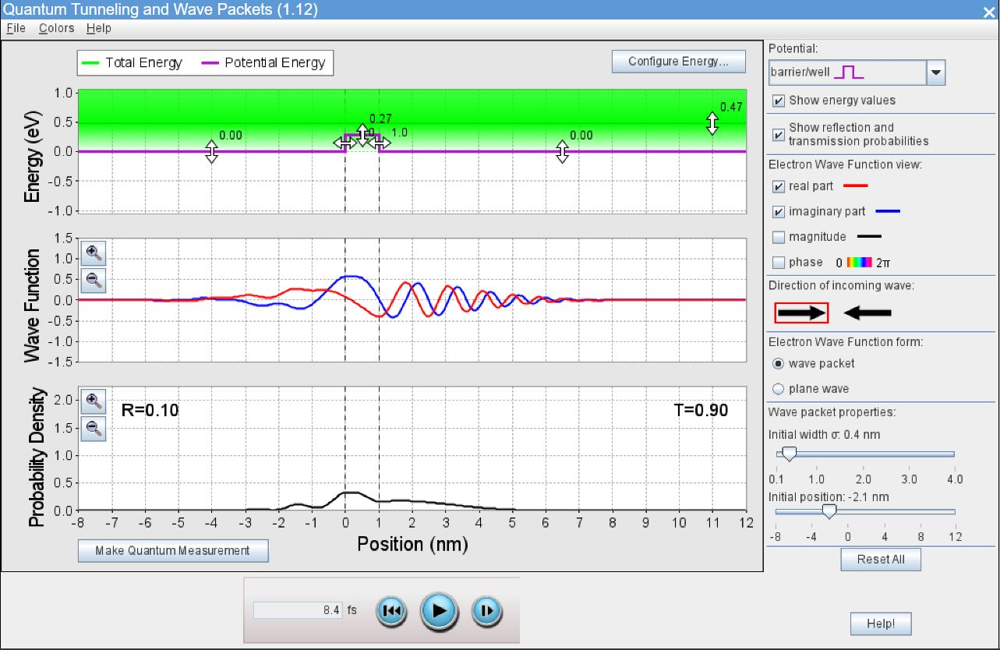 Quantum Tunneling and Wave Packets (1.12)
File Colors Help
Total Energy Potential Energy
Configure Energy...
Energy (eV)
1.0
0.5
0.0
-0.5
-1.0
0.00
0.27
1.0
0.00
0.47
Wave Function
1.5
1.0
0.5
0.0
-0.5
-1.0
-1.5
Probability Density
2.0
1.5
1.0
0.5
0.0
R=0.10
T=0.90
-8 -7 -6 -5 -4 -3 -2 -1 0 1 2 3 4 5 6 7 8 9 10 11 12
Position (nm)
Make Quantum Measurement
8.4 fs
Potential:
barrier/well
Show energy values
Show reflection and
transmission probabilities
Electron Wave Function view:
real part
imaginary part
magnitude
phase 0 2π
Direction of incoming wave:
Electron Wave Function form:
wave packet
plane wave
Wave packet properties:
Initial width σ: 0.4 nm
0.1 1.0 2.0 3.0 4.0
Initial position: -2.1 nm
-8 -4 0 4 8 12
Reset All
Help!